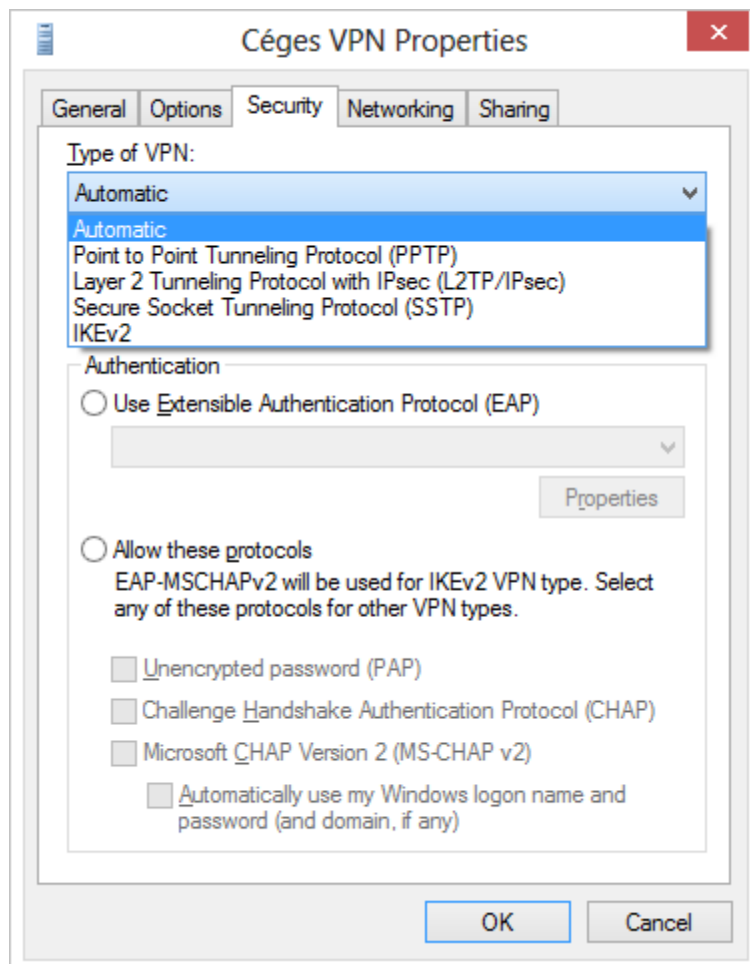 Céges VPN Properties
General Options Security Networking Sharing
Type of VPN:
Automatic
Automatic
Point to Point Tunneling Protocol (PPTP)
Layer 2 Tunneling Protocol with IPsec (L2TP/IPsec)
Secure Socket Tunneling Protocol (SSTP)
IKEv2
Authentication
Use Extensible Authentication Protocol (EAP)
Properties
Allow these protocols
EAP-MSCHAPv2 will be used for IKEv2 VPN type. Select
any of these protocols for other VPN types.
Unencrypted password (PAP)
Challenge Handshake Authentication Protocol (CHAP)
Microsoft CHAP Version 2 (MS-CHAP v2)
Automatically use my Windows logon name and
password (and domain, if any)
OK Cancel